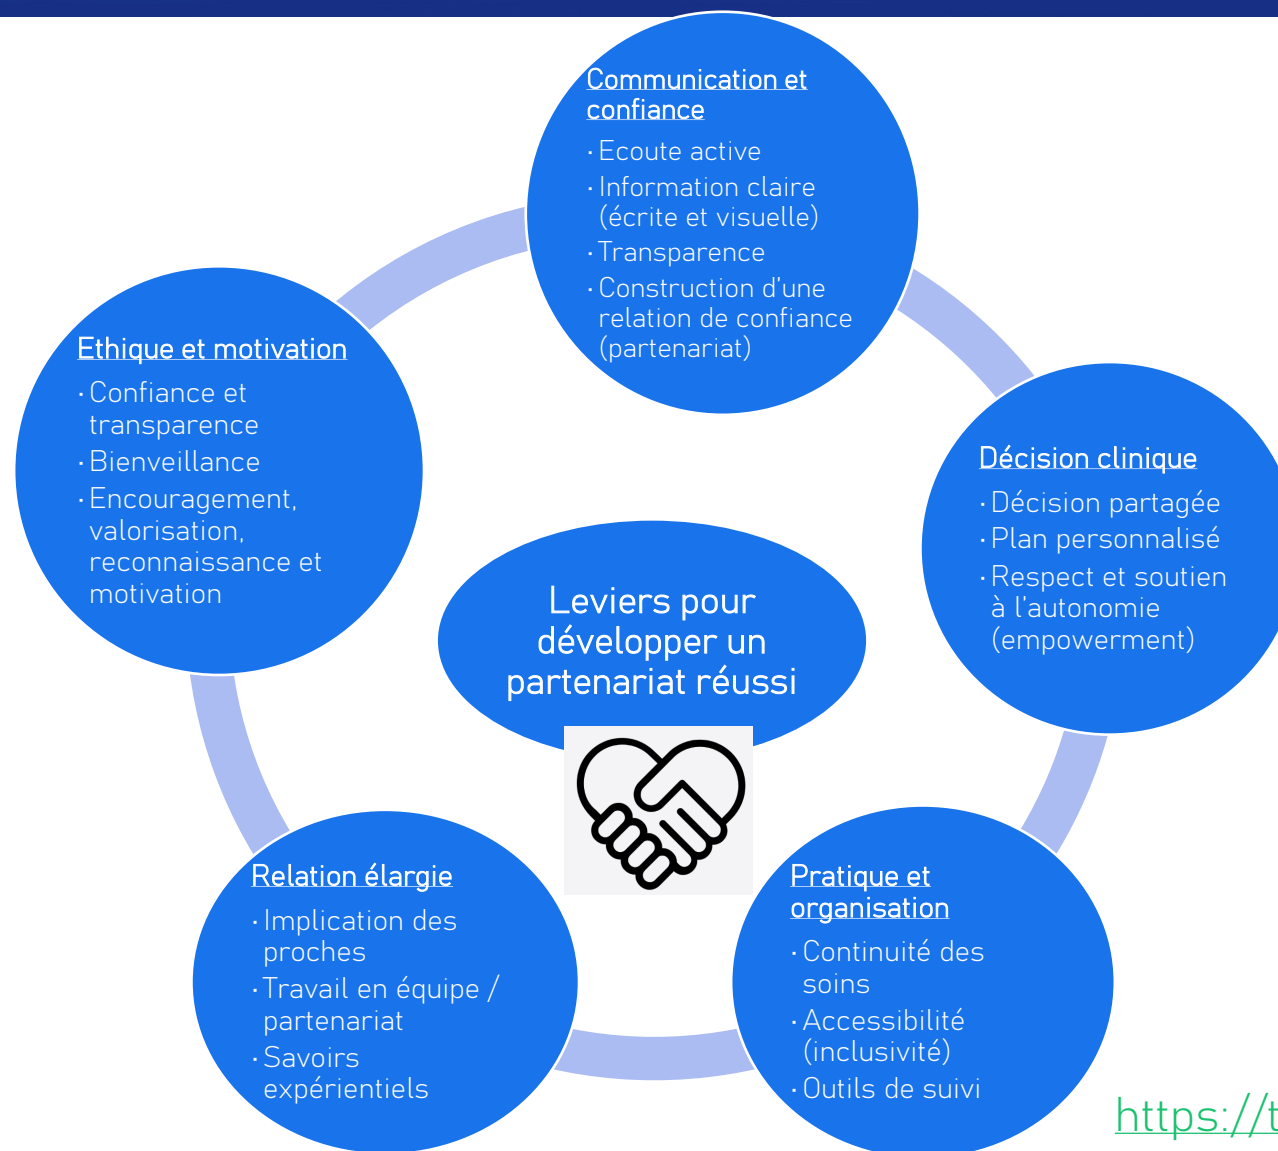 Communication et
confiance
· Ecoute active
· Information claire
(écrite et visuelle)
· Transparence
· Construction d'une
relation de confiance
(partenariat)
Décision clinique
· Décision partagée
· Plan personnalisé
· Respect et soutien
à l'autonomie
(empowerment)
Pratique et
organisation
· Continuité des
soins
· Accessibilité
(inclusivité)
· Outils de suivi
Relation élargie
· Implication des
proches
· Travail en équipe /
partenariat
· Savoirs
expérientiels
Ethique et motivation
· Confiance et
transparence
· Bienveillance
· Encouragement,
valorisation,
reconnaissance et
motivation
Leviers pour
développer un
partenariat réussi
https://t